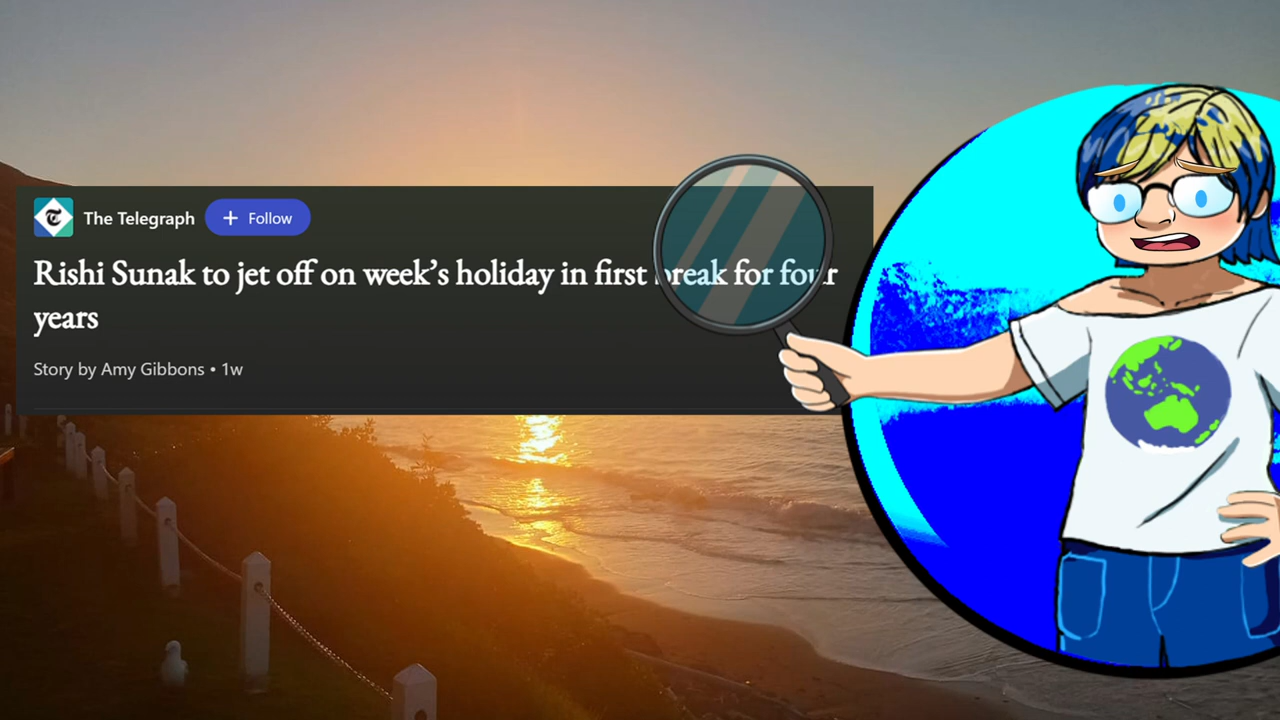 The Telegraph + Follow
Rishi Sunak to jet off on week’s holiday in first break for four
years
Story by Amy Gibbons • 1w